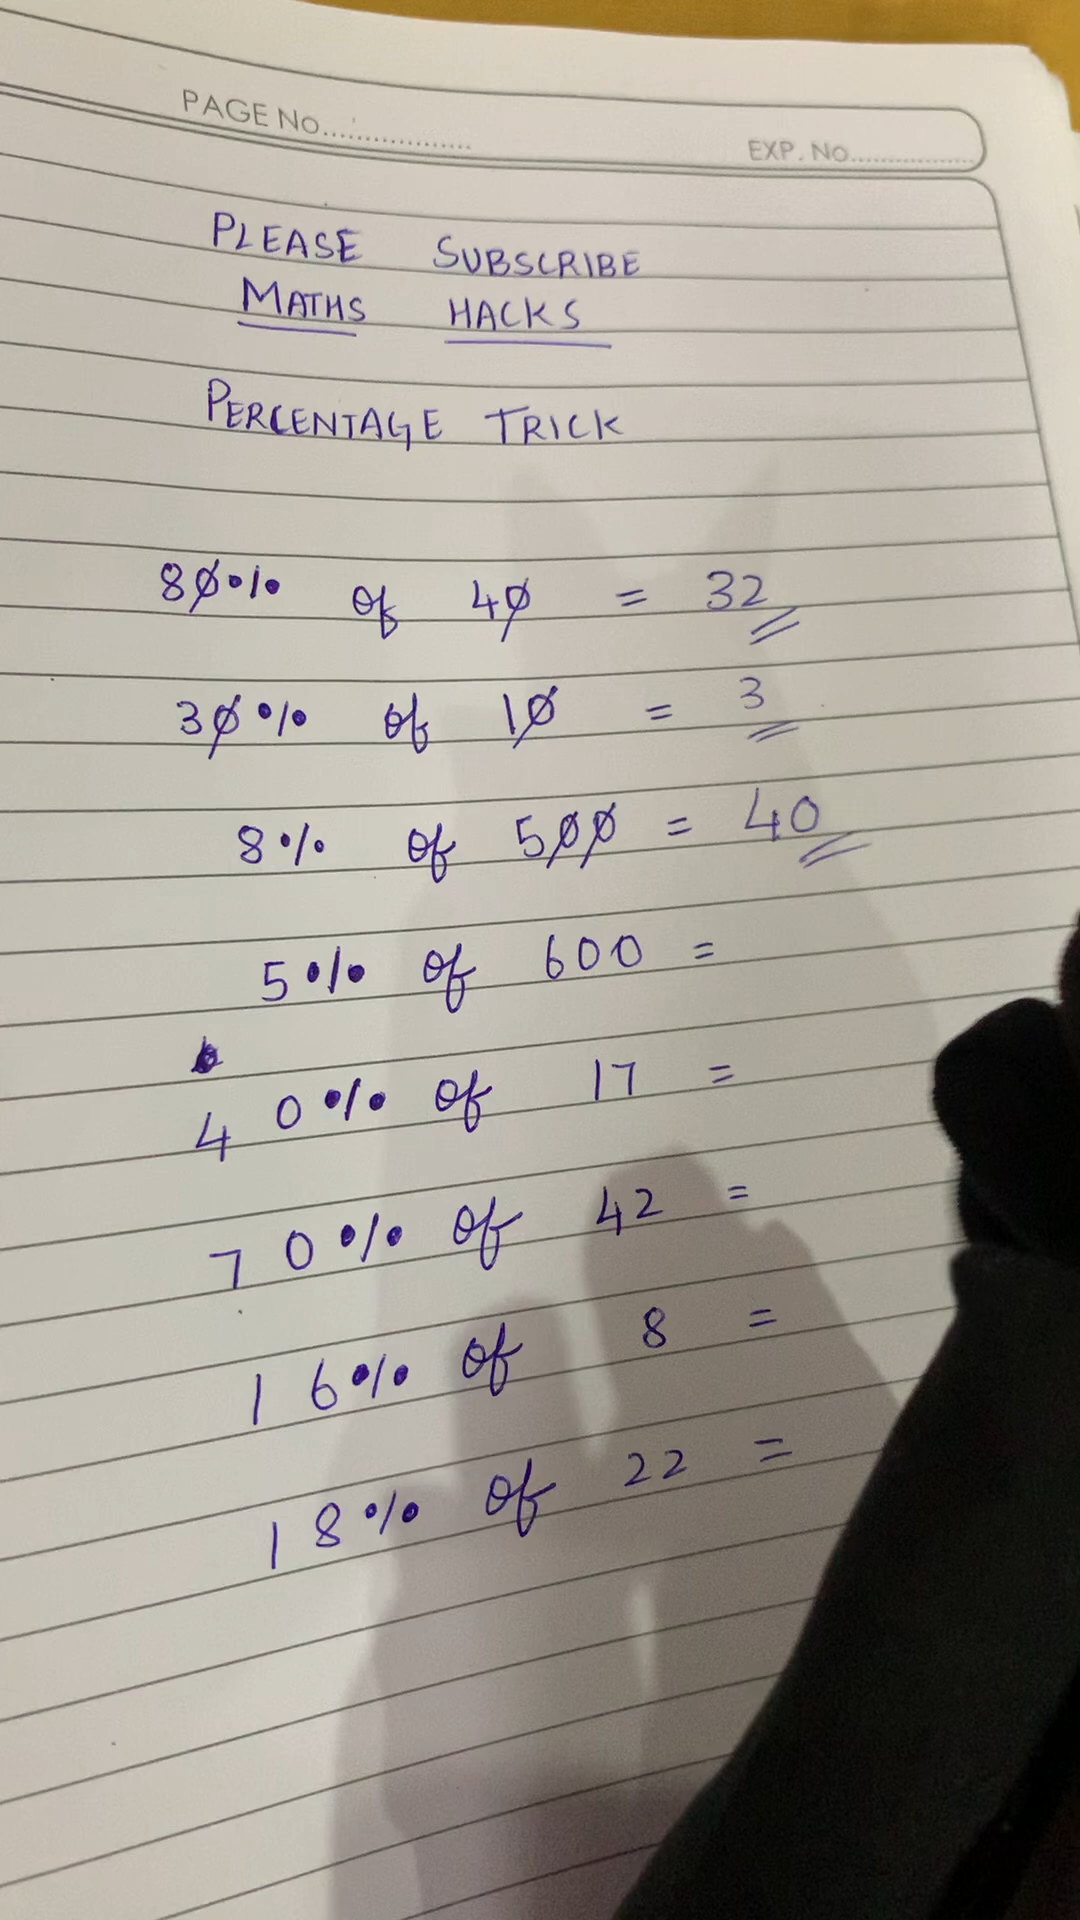 PAGE No..................
EXP. No..................
PLEASE SUBSCRIBE
MATHS HACKS
PERCENTAGE TRICK
80% of 40 = 32
30% of 10 = 3
8% of 500 = 40
5% of 600 =
40% of 17 =
70% of 42 =
16% of 8 =
18% of 22 =